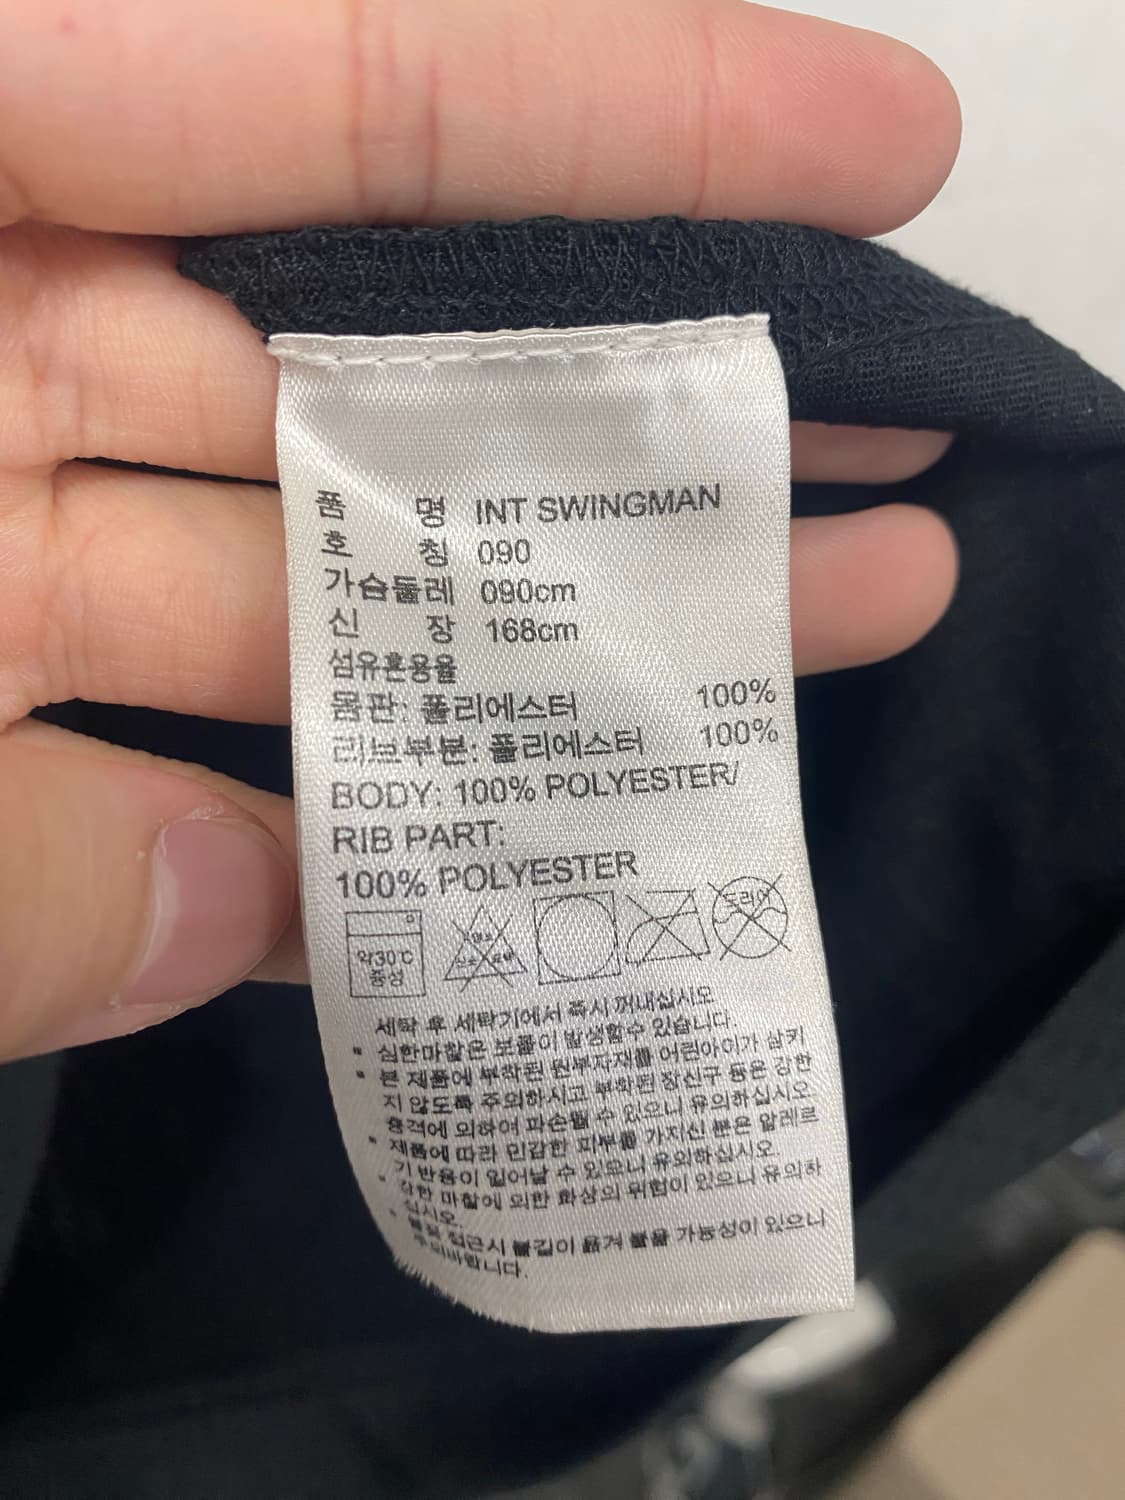 품 명 INT SWINGMAN
호 칭 090
가슴둘레 090cm
신 장 168cm
섬유혼용율
몸판: 폴리에스터 100%
리브부분: 폴리에스터 100%
BODY: 100% POLYESTER/
RIB PART:
100% POLYESTER
약30℃
중성
드라이
세탁 후 세탁기에서 즉시 꺼내십시오
* 심한마찰은 보풀이 발생할수 있습니다.
* 본 제품에 부착된 원부자재를 어린아이가 삼키
지 않도록 주의하시고 부착된 장신구 등은 강한
충격에 의하여 파손될 수 있으니 유의하십시오.
* 제품에 따라 민감한 피부를 가지신 분은 알레르
기 반응이 일어날 수 있으니 유의하십시오.
* 강한 마찰에 의한 화상의 위험이 있으니 유의하
십시오.
* 접근시 불길이 옮겨 붙을 가능성이 있으니
주의바랍니다.